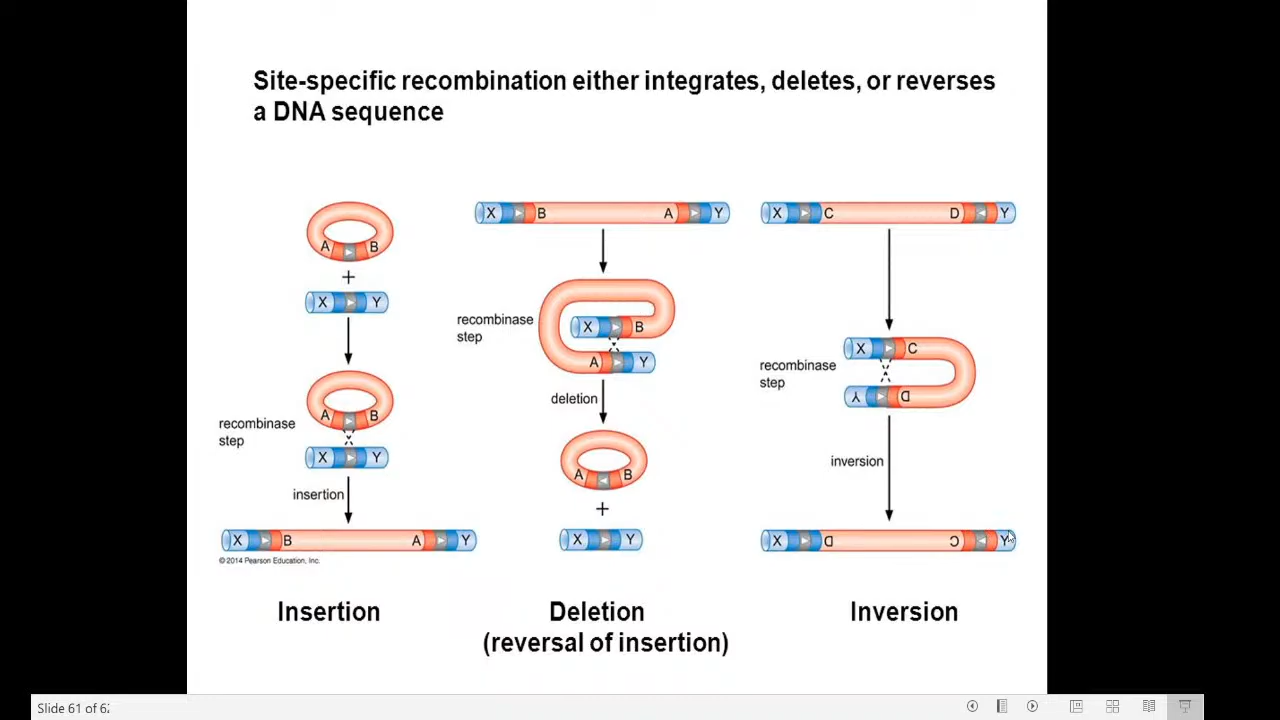 Site-specific recombination either integrates, deletes, or reverses
a DNA sequence
A B
+
X Y
A B
recombinase
step
X Y
insertion
X B A Y
© 2014 Pearson Education, Inc.
Insertion
X B A Y
recombinase
step
X B
A Y
deletion
A B
+
X Y
Deletion
(reversal of insertion)
X C D Y
X C
recombinase
step
Y D
inversion
X D C Y
Inversion
Slide 61 of 62